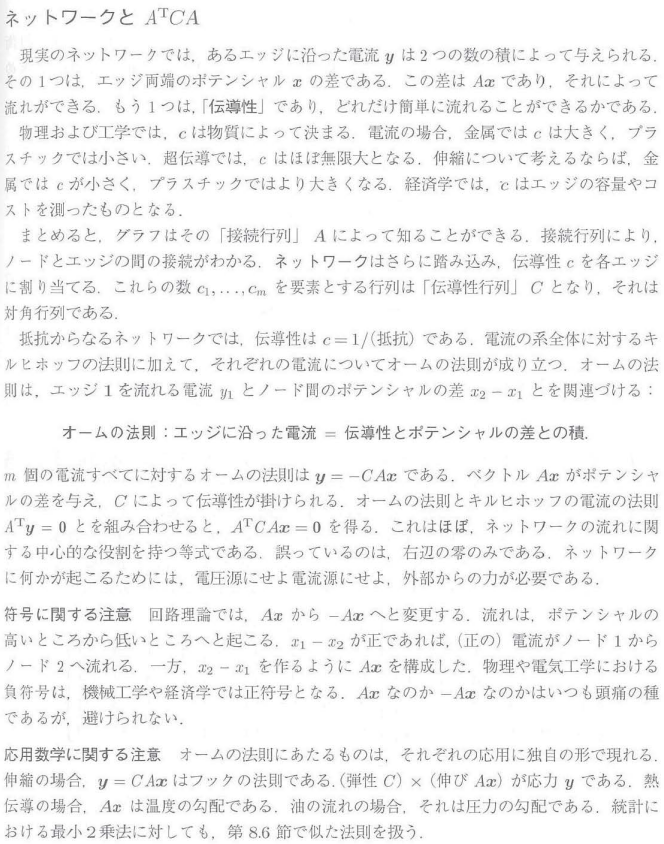 ネットワークと AᵀCA
現実のネットワークでは，あるエッジに沿った電流 y は2つの数の積によって与えられる．
その1つは，エッジ両端のポテンシャル x の差である．この差は Ax であり，それによって
流れができる．もう1つは，「伝導性」であり，どれだけ簡単に流れることができるかである．
物理および工学では，c は物質によって決まる．電流の場合，金属では c は大きく，プラ
スチックでは小さい．超伝導では，c はほぼ無限大となる．伸縮について考えるならば，金
属では c が小さく，プラスチックではより大きくなる．経済学では，c はエッジの容量やコ
ストを測ったものとなる．
まとめると，グラフはその「接続行列」 A によって知ることができる．接続行列により，
ノードとエッジの間の接続がわかる．ネットワークはさらに踏み込み，伝導性 c を各エッジ
に割り当てる．これらの数 c₁,...,cₘ を要素とする行列は「伝導性行列」 C となり，それは
対角行列である．
抵抗からなるネットワークでは，伝導性は c＝1/(抵抗) である．電流の系全体に対するキ
ルヒホッフの法則に加えて，それぞれの電流についてオームの法則が成り立つ．オームの法
則は，エッジ 1 を流れる電流 y₁ とノード間のポテンシャルの差 x₂－x₁ とを関連づける：
オームの法則：エッジに沿った電流 ＝ 伝導性とポテンシャルの差との積．
m 個の電流すべてに対するオームの法則は y＝－CAx である．ベクトル Ax がポテンシャ
ルの差を与え，C によって伝導性が掛けられる．オームの法則とキルヒホッフの電流の法則
Aᵀy＝0 とを組み合わせると，AᵀCAx＝0 を得る．これはほぼ，ネットワークの流れに関
する中心的な役割を持つ等式である．誤っているのは，右辺の零のみである．ネットワーク
に何かが起こるためには，電圧源にせよ電流源にせよ，外部からの力が必要である．
符号に関する注意　回路理論では，Ax から －Ax へと変更する．流れは，ポテンシャルの
高いところから低いところへと起こる．x₁－x₂ が正であれば，（正の）電流がノード 1 から
ノード 2 へ流れる．一方，x₂－x₁ を作るように Ax を構成した．物理や電気工学における
負符号は，機械工学や経済学では正符号となる．Ax なのか －Ax なのかはいつも頭痛の種
であるが，避けられない．
応用数学に関する注意　オームの法則にあたるものは，それぞれの応用に独自の形で現れる．
伸縮の場合，y＝CAx はフックの法則である．（弾性 C）×（伸び Ax）が応力 y である．熱
伝導の場合，Ax は温度の勾配である．油の流れの場合，それは圧力の勾配である．統計に
おける最小2乗法に対しても，第 8.6 節で似た法則を扱う．